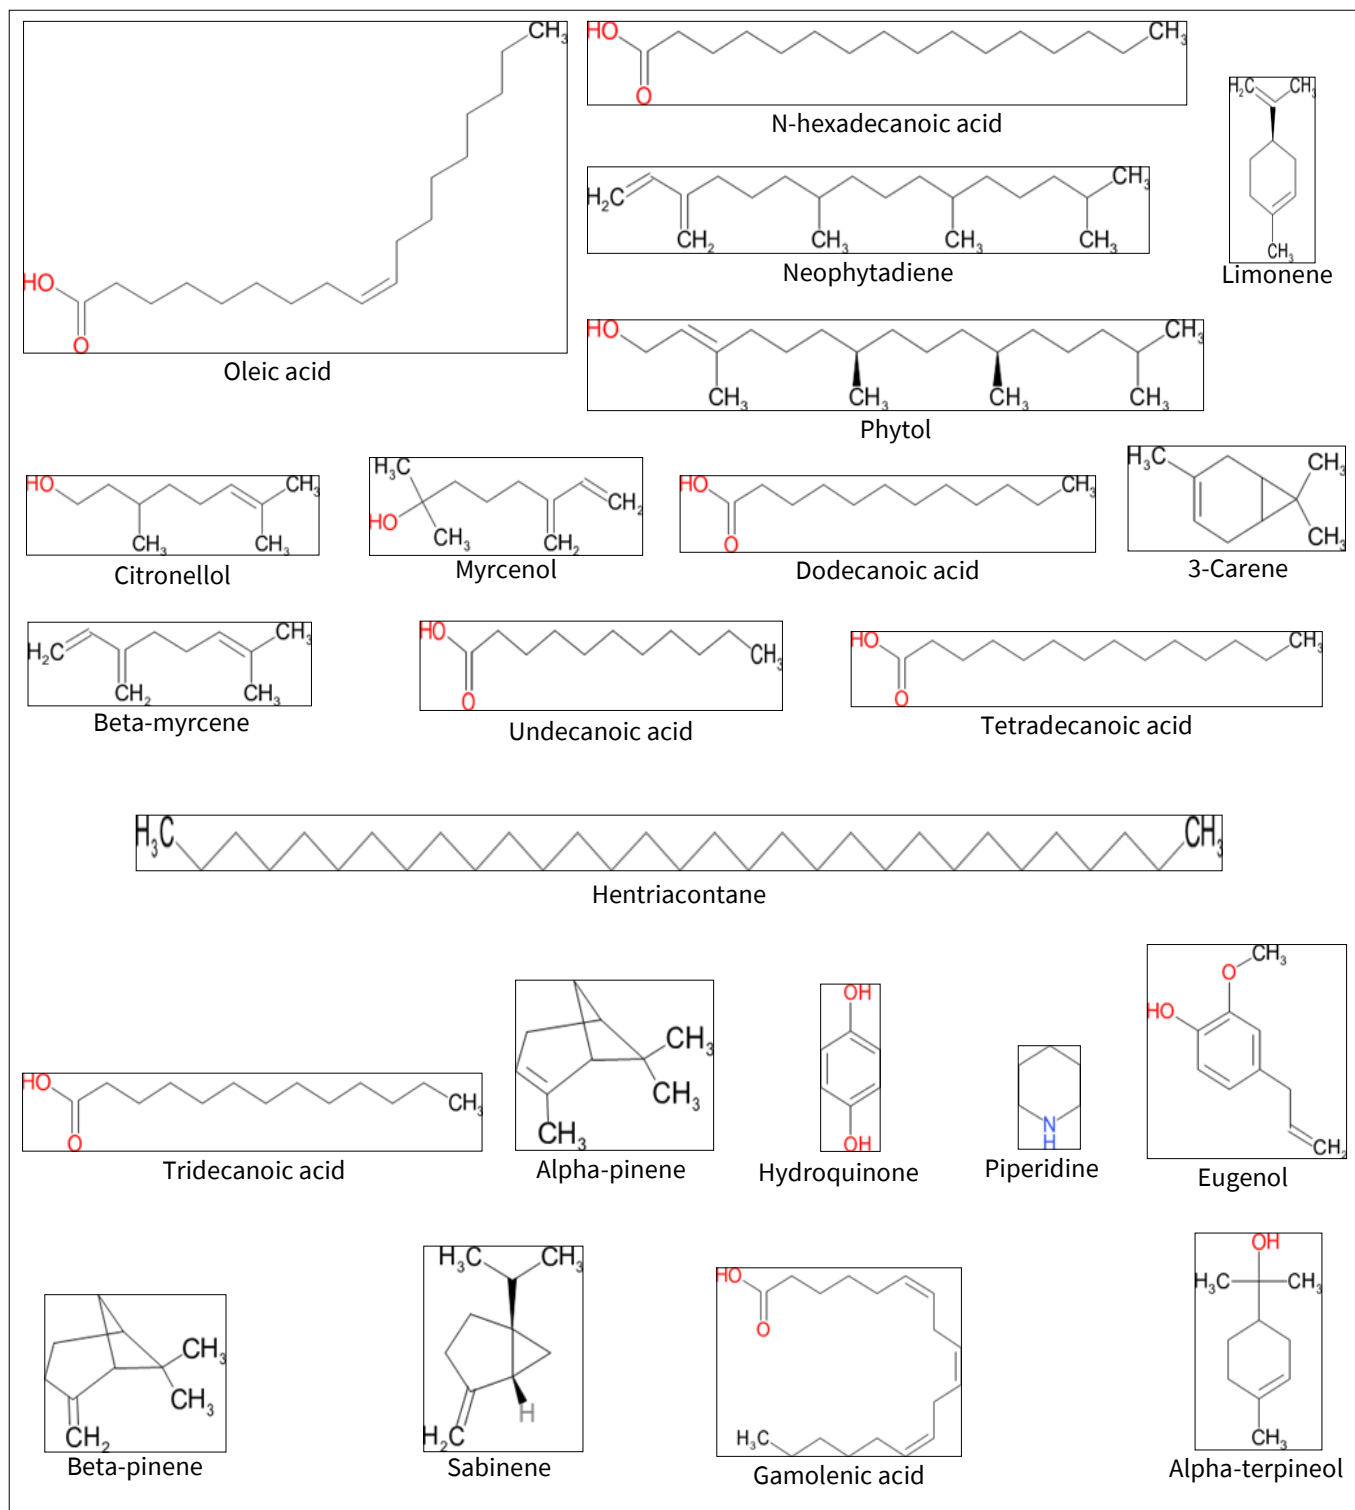 CH₃
HO
O
Oleic acid
HO
CH₃
O
N-hexadecanoic acid
H₂C
CH₃
CH₃
Limonene
H₂C
CH₃
CH₂
CH₃
CH₃
CH₃
Neophytadiene
HO
CH₃
CH₃
CH₃
CH₃
CH₃
Phytol
HO
CH₃
CH₃
CH₃
Citronellol
H₃C
HO
CH₃
CH₂
CH₂
Myrcenol
HO
CH₃
O
Dodecanoic acid
H₃C
CH₃
CH₃
3-Carene
H₂C
CH₃
CH₂
CH₃
Beta-myrcene
HO
CH₃
O
Undecanoic acid
HO
CH₃
O
Tetradecanoic acid
H₃C
CH₃
Hentriacontane
HO
CH₃
O
Tridecanoic acid
CH₃
CH₃
CH₃
Alpha-pinene
OH
OH
Hydroquinone
N
H
Piperidine
CH₃
O
HO
CH₂
Eugenol
CH₃
CH₃
CH₂
Beta-pinene
H₃C
CH₃
H
H₂C
Sabinene
HO
O
H₃C
Gamolenic acid
OH
H₃C
CH₃
CH₃
Alpha-terpineol